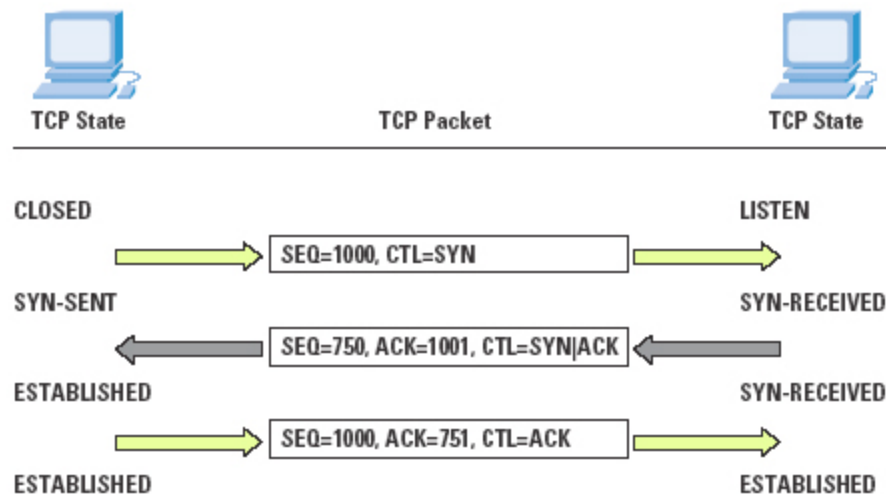 TCP State TCP Packet TCP State
CLOSED LISTEN
SEQ=1000, CTL=SYN
SYN-SENT SYN-RECEIVED
SEQ=750, ACK=1001, CTL=SYN|ACK
ESTABLISHED SYN-RECEIVED
SEQ=1000, ACK=751, CTL=ACK
ESTABLISHED ESTABLISHED